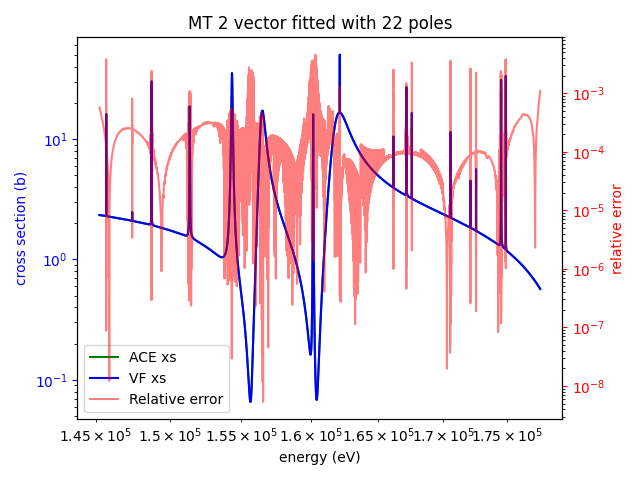 MT 2 vector fitted with 22 poles
cross section (b)
10¹
10⁰
10⁻¹
10⁻³
10⁻⁴
10⁻⁵
10⁻⁶
10⁻⁷
10⁻⁸
relative error
ACE xs
VF xs
Relative error
1.45 × 10⁵ 1.5 × 10⁵ 1.55 × 10⁵ 1.6 × 10⁵ 1.65 × 10⁵ 1.7 × 10⁵ 1.75 × 10⁵
energy (eV)